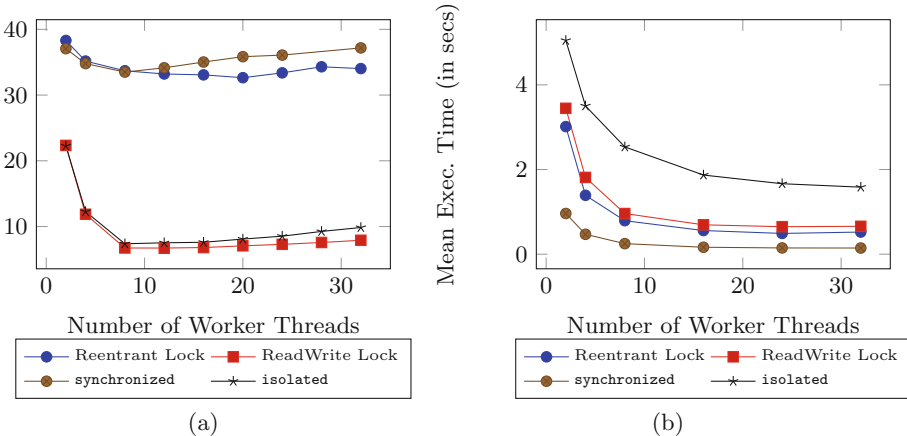 40
30
20
10
0 10 20 30
Number of Worker Threads
Reentrant Lock ReadWrite Lock
synchronized isolated
(a)
Mean Exec. Time (in secs)
4
2
0
0 10 20 30
Number of Worker Threads
Reentrant Lock ReadWrite Lock
synchronized isolated
(b)